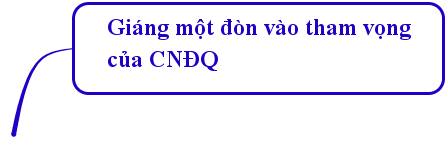 Giáng một đòn vào tham vọng
của CNĐQ